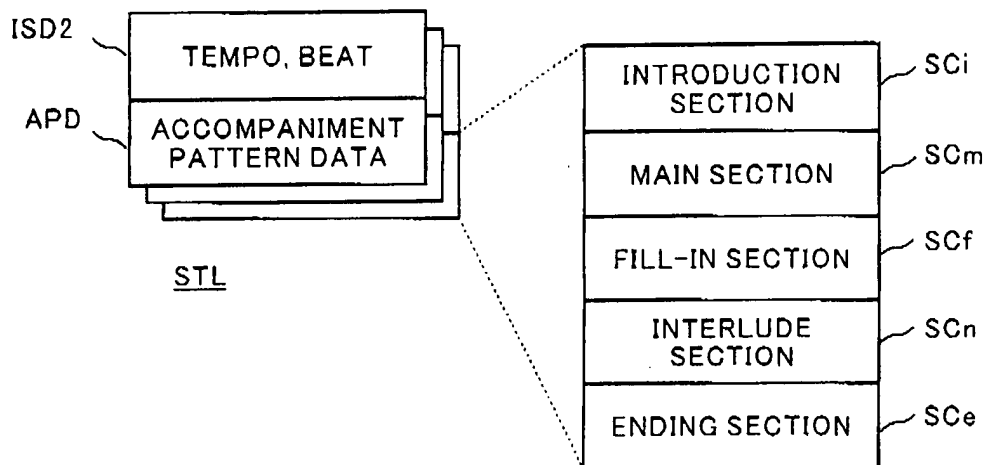 ISD2
TEMPO, BEAT
APD
ACCOMPANIMENT
PATTERN DATA
STL
INTRODUCTION
SECTION
SCi
MAIN SECTION
SCm
FILL-IN SECTION
SCf
INTERLUDE
SECTION
SCn
ENDING SECTION
SCe